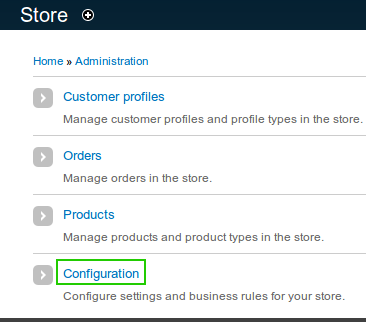 Store
Home » Administration
Customer profiles
Manage customer profiles and profile types in the store.
Orders
Manage orders in the store.
Products
Manage products and product types in the store.
Configuration
Configure settings and business rules for your store.